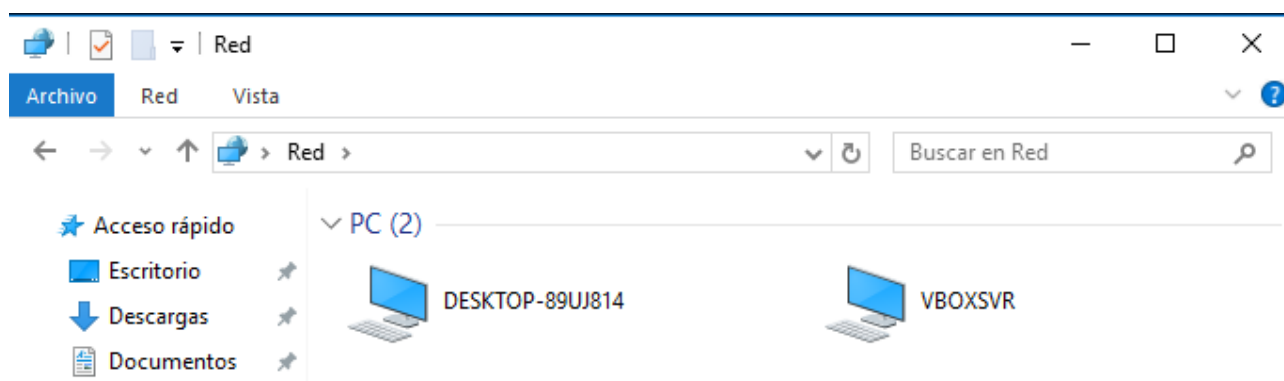 Red
Archivo Red Vista
Red
Buscar en Red
Acceso rápido
PC (2)
Escritorio
DESKTOP-89UJ814
VBOXSVR
Descargas
Documentos